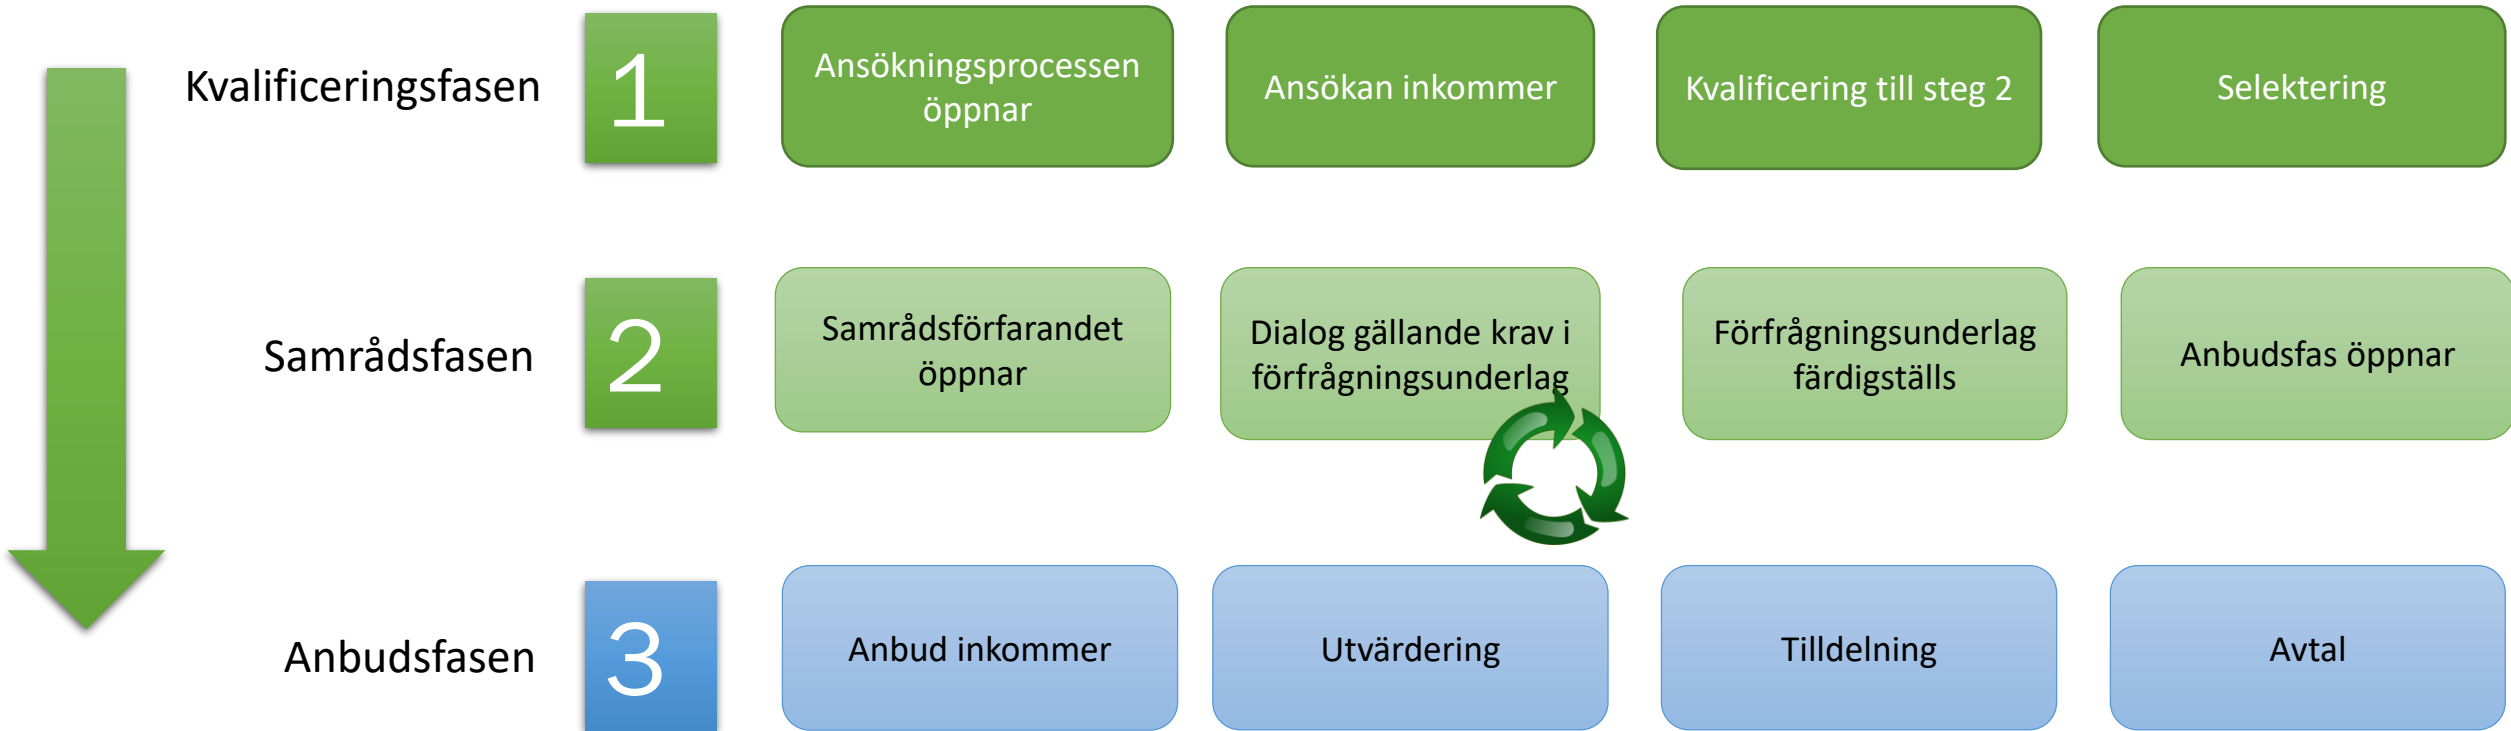 Kvalificeringsfasen
1
Ansökningsprocessen
öppnar
Ansökan inkommer
Kvalificering till steg 2
Selektering
Samrådsfasen
2
Samrådsförfarandet
öppnar
Dialog gällande krav i
förfrågningsunderlag
Förfrågningsunderlag
färdigställs
Anbudsfas öppnar
Anbudsfasen
3
Anbud inkommer
Utvärdering
Tilldelning
Avtal